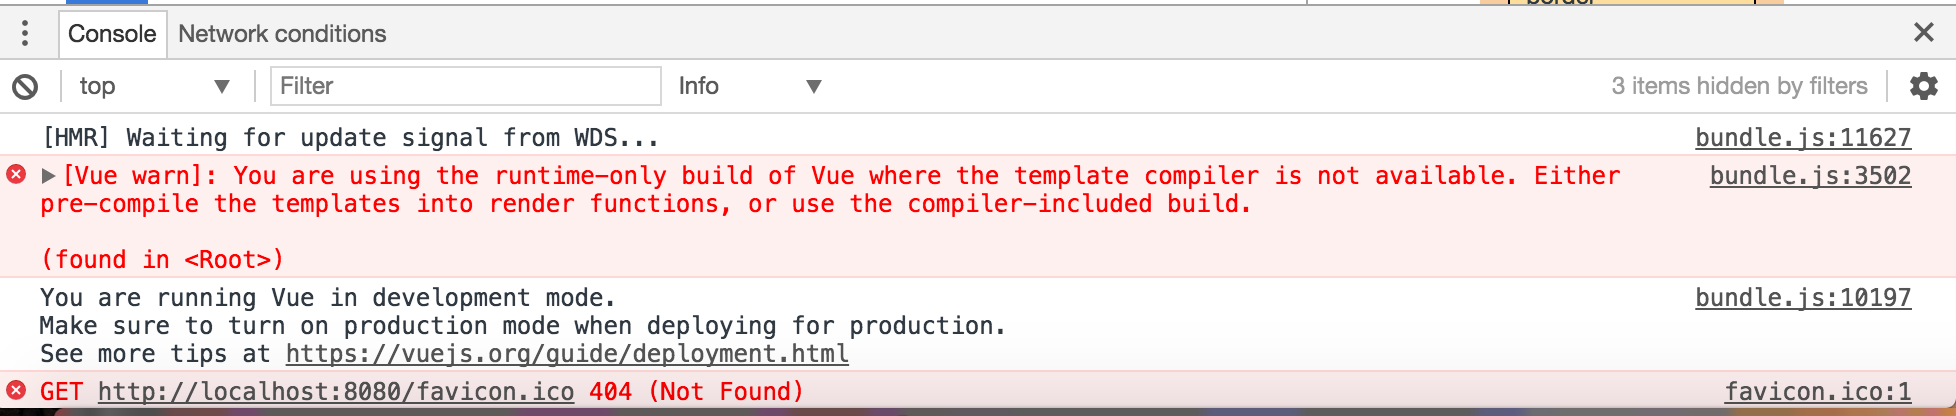 border
Console Network conditions
top Filter Info 3 items hidden by filters
[HMR] Waiting for update signal from WDS... bundle.js:11627
[Vue warn]: You are using the runtime-only build of Vue where the template compiler is not available. Either bundle.js:3502
pre-compile the templates into render functions, or use the compiler-included build.
(found in <Root>)
You are running Vue in development mode. bundle.js:10197
Make sure to turn on production mode when deploying for production.
See more tips at https://vuejs.org/guide/deployment.html
GET http://localhost:8080/favicon.ico 404 (Not Found) favicon.ico:1